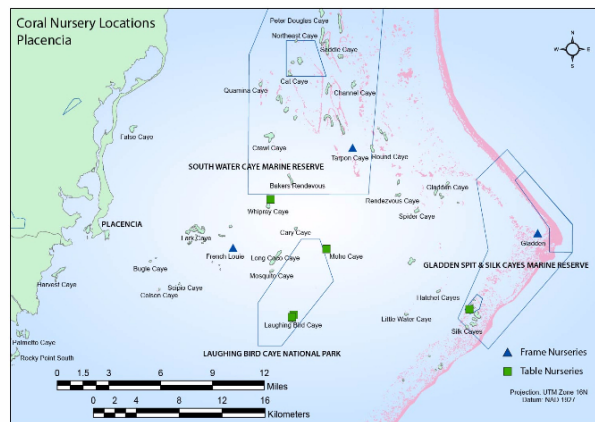 Coral Nursery Locations
Placencia
Peter Douglas Caye
Northeast Caye
Saddle Caye
N
W E
S
Cat Caye
Quamina Caye
Channel Caye
False Caye
Crawl Caye
Tarpon Caye
Hound Caye
SOUTH WATER CAYE MARINE RESERVE
Bakers Rendevous
Gladden Caye
Rendezvous Caye
Whipray Caye
Spider Caye
PLACENCIA
Cary Caye
Lark Caye
Gladden
French Louie
Long Coco Caye
Moho Caye
GLADDEN SPIT & SILK CAYES MARINE RESERVE
Bugle Caye
Mosquito Caye
Harvest Caye
Scipio Caye
Colson Caye
Hatchet Cayes
Little Water Caye
Laughing Bird Caye
Silk Cayes
Palmetto Caye
Rocky Point South
LAUGHING BIRD CAYE NATIONAL PARK
Frame Nurseries
Table Nurseries
0 1.5 3 6 9 12
Miles
0 2 4 8 12 16
Kilometers
Projection: UTM Zone 16N
Datum: NAD 1927